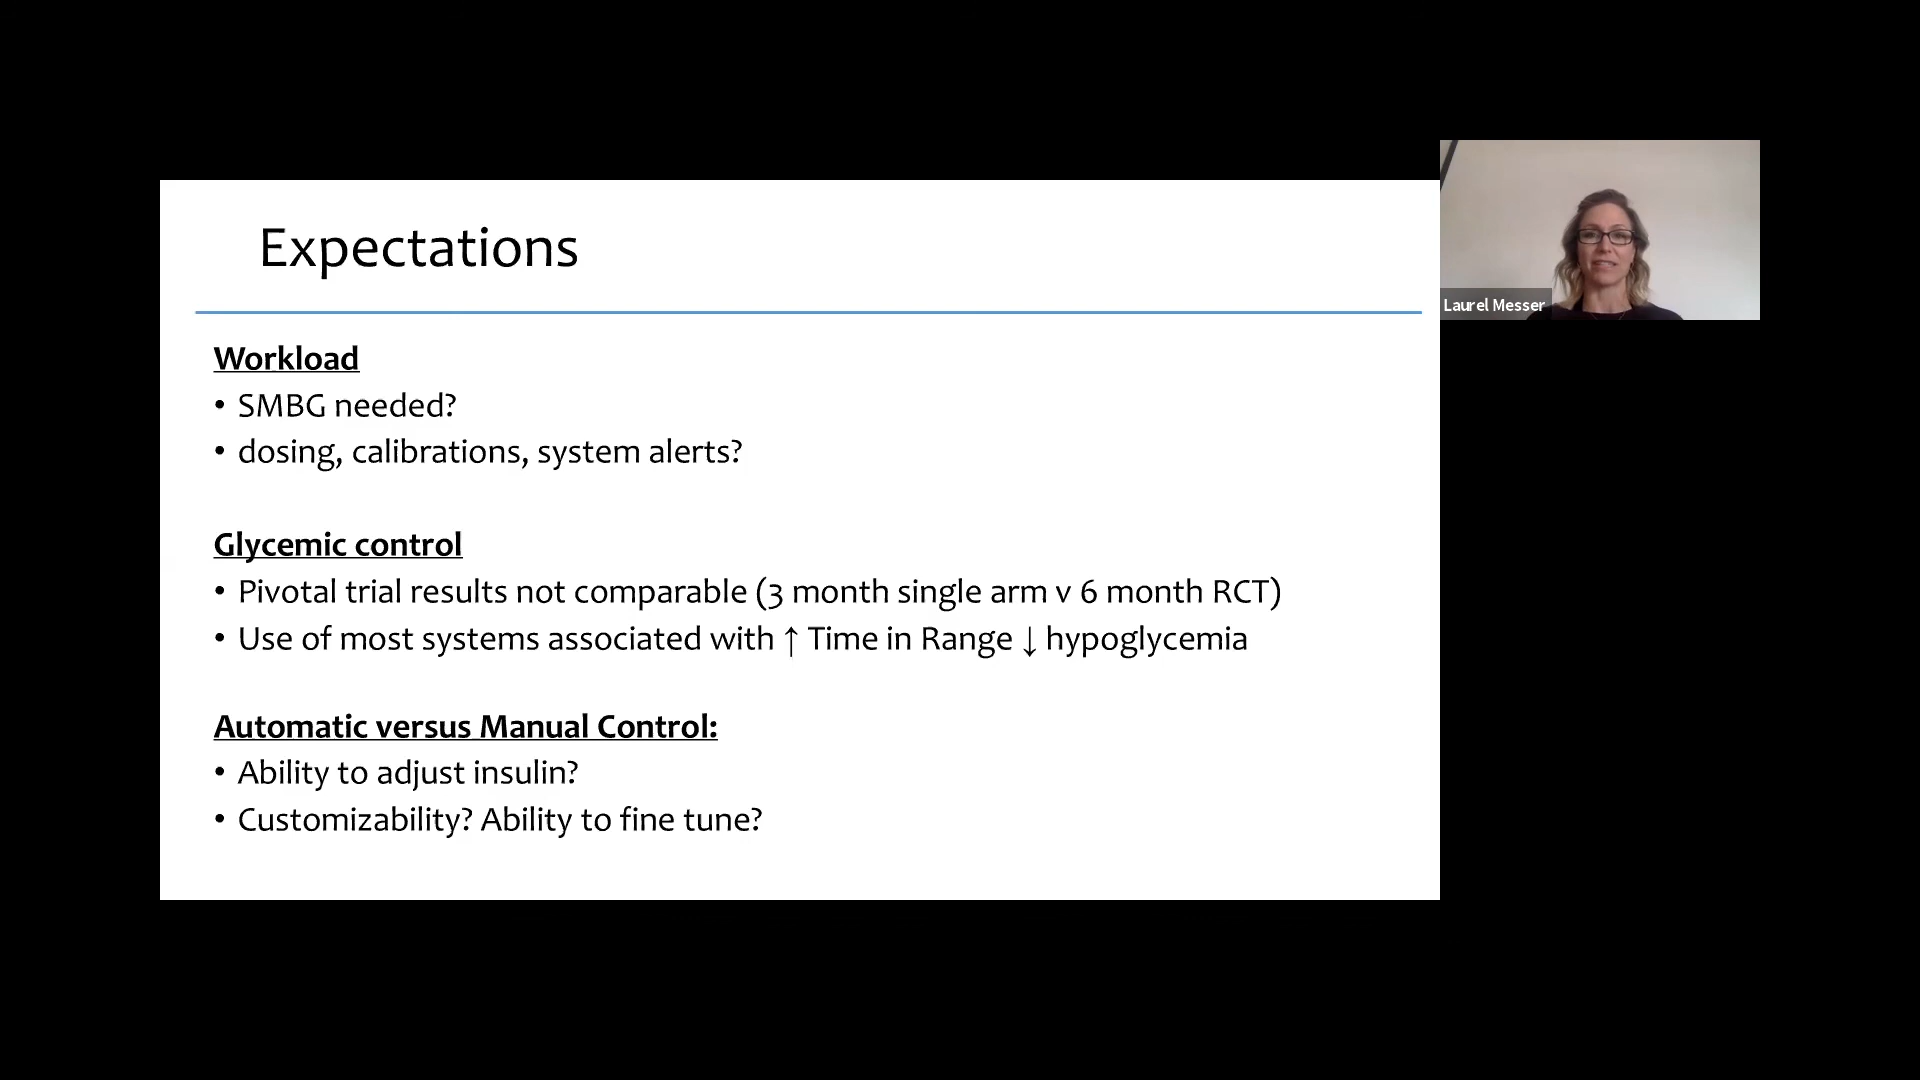 Expectations
Workload
• SMBG needed?
• dosing, calibrations, system alerts?
Glycemic control
• Pivotal trial results not comparable (3 month single arm v 6 month RCT)
• Use of most systems associated with ↑ Time in Range ↓ hypoglycemia
Automatic versus Manual Control:
• Ability to adjust insulin?
• Customizability? Ability to fine tune?
Laurel Messer